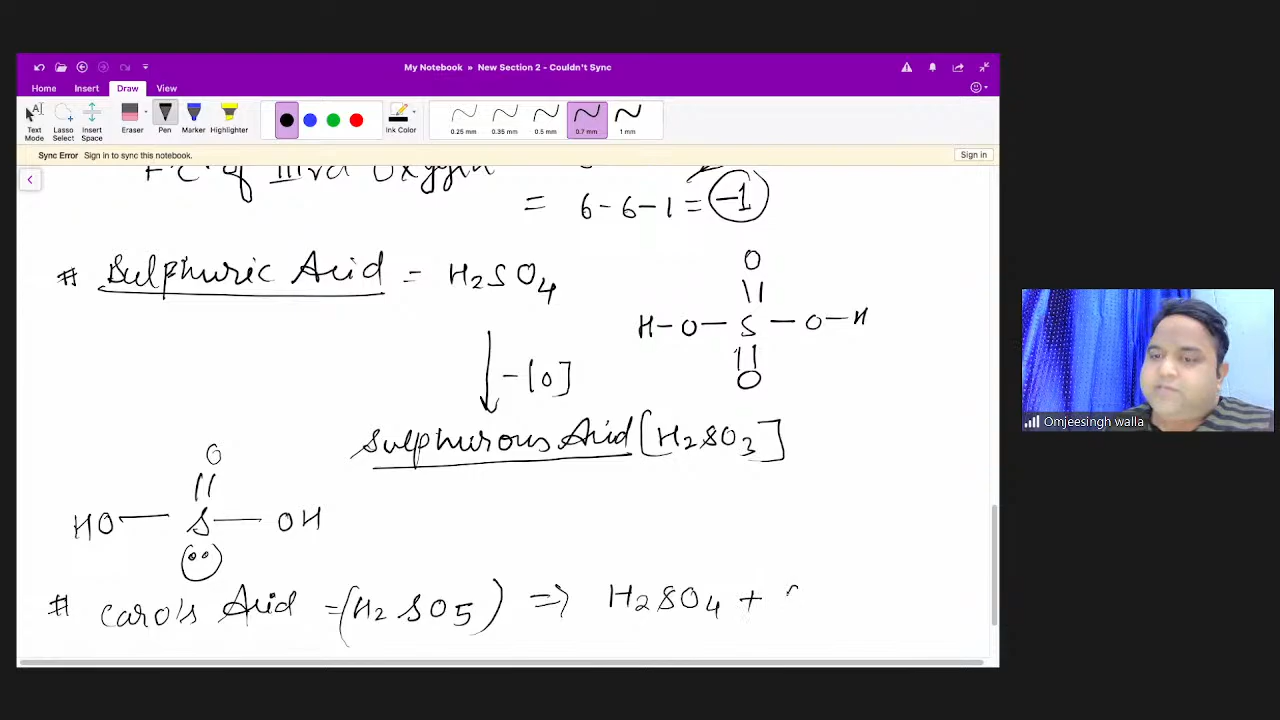 My Notebook » New Section 2 - Couldn't Sync
Home Insert Draw View
Text Mode Lasso Select Insert Space Eraser Pen Marker Highlighter Ink Color 0.25 mm 0.35 mm 0.5 mm 0.7 mm 1 mm
Sync Error Sign in to sync this notebook. Sign in
F.C. of IIIrd Oxygen
= 6-6-1 = -1
# Sulphuric Acid = H2SO4
O
||
H-O-S-O-H
||
O
↓ -[O]
Sulphurous Acid [H2SO3]
O
||
HO-S-OH
# Caro's Acid = (H2SO5) ⇒ H2SO4 +
Omjeesingh walla